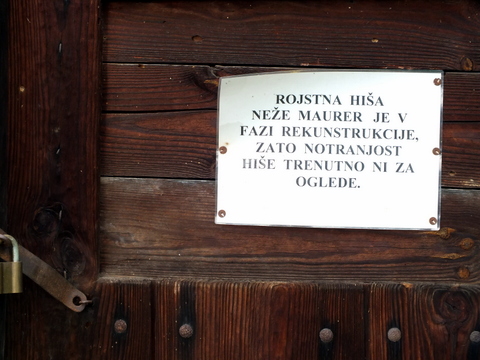 ROJSTNA HIŠA
NEŽE MAURER JE V
FAZI REKUNSTRUKCIJE,
ZATO NOTRANJOST
HIŠE TRENUTNO NI ZA
OGLEDE.